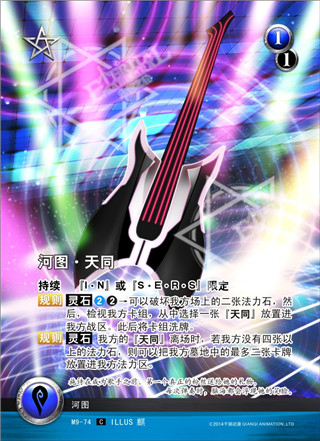 1
1
河图·天同
持续 『I·N』或『S·E·R·S』限定
规则 灵石 2 2→可以破坏我方场上的二张法力石，然
后，检视我方卡组，从中选择一张『天同』放置进
我方战区，此后将卡组洗牌。
规则 灵石 我方的『天同』离场时，若我方没有四张以
上的法力石，则可以把我方墓地中的最多二张卡牌
放置进我方法力区。
河图
M9-74 C ILLUS 麒
©2014千骐动漫 QIANQI ANIMATION.,LTD